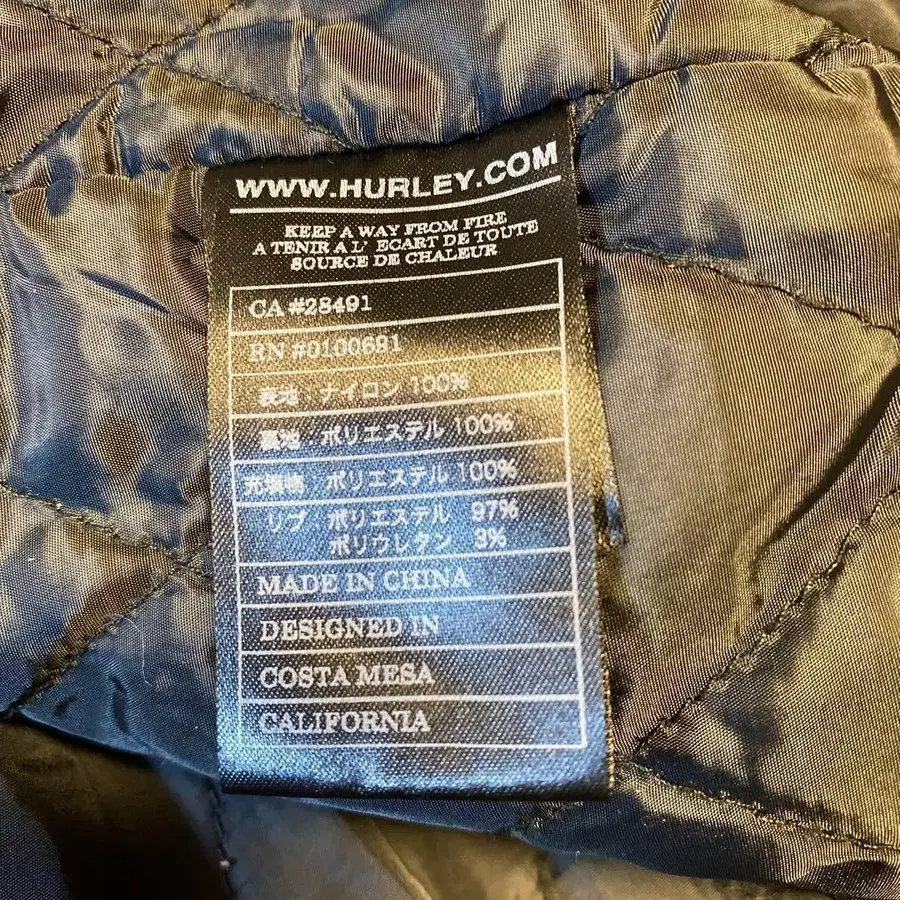 WWW.HURLEY.COM
KEEP A WAY FROM FIRE
A TENIR A L' ECART DE TOUTE
SOURCE DE CHALEUR
CA #28491
RN #0100691
表地: ナイロン 100%
裏地: ポリエステル 100%
充填物: ポリエステル 100%
リブ: ポリエステル 97%
ポリウレタン 3%
MADE IN CHINA
DESIGNED IN
COSTA MESA
CALIFORNIA